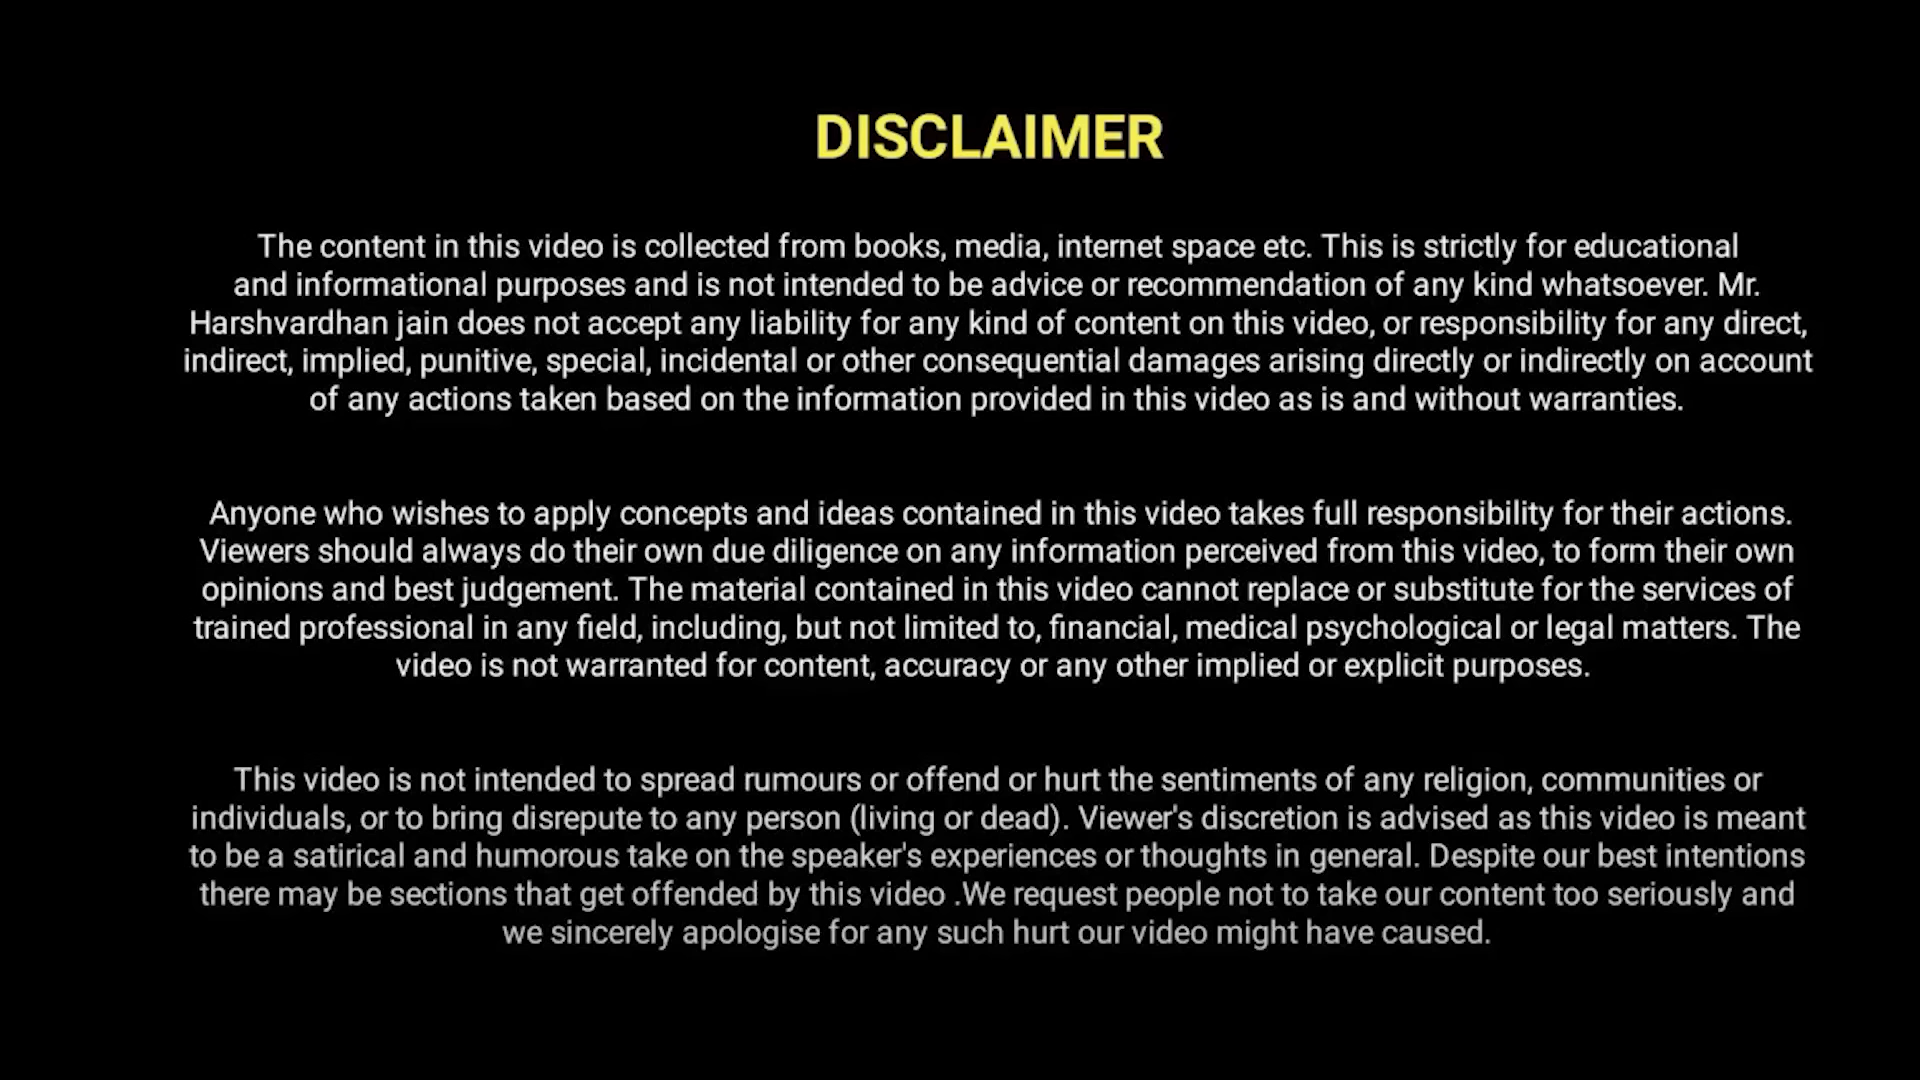 DISCLAIMER
The content in this video is collected from books, media, internet space etc. This is strictly for educational
and informational purposes and is not intended to be advice or recommendation of any kind whatsoever. Mr.
Harshvardhan jain does not accept any liability for any kind of content on this video, or responsibility for any direct,
indirect, implied, punitive, special, incidental or other consequential damages arising directly or indirectly on account
of any actions taken based on the information provided in this video as is and without warranties.
Anyone who wishes to apply concepts and ideas contained in this video takes full responsibility for their actions.
Viewers should always do their own due diligence on any information perceived from this video, to form their own
opinions and best judgement. The material contained in this video cannot replace or substitute for the services of
trained professional in any field, including, but not limited to, financial, medical psychological or legal matters. The
video is not warranted for content, accuracy or any other implied or explicit purposes.
This video is not intended to spread rumours or offend or hurt the sentiments of any religion, communities or
individuals, or to bring disrepute to any person (living or dead). Viewer's discretion is advised as this video is meant
to be a satirical and humorous take on the speaker's experiences or thoughts in general. Despite our best intentions
there may be sections that get offended by this video .We request people not to take our content too seriously and
we sincerely apologise for any such hurt our video might have caused.